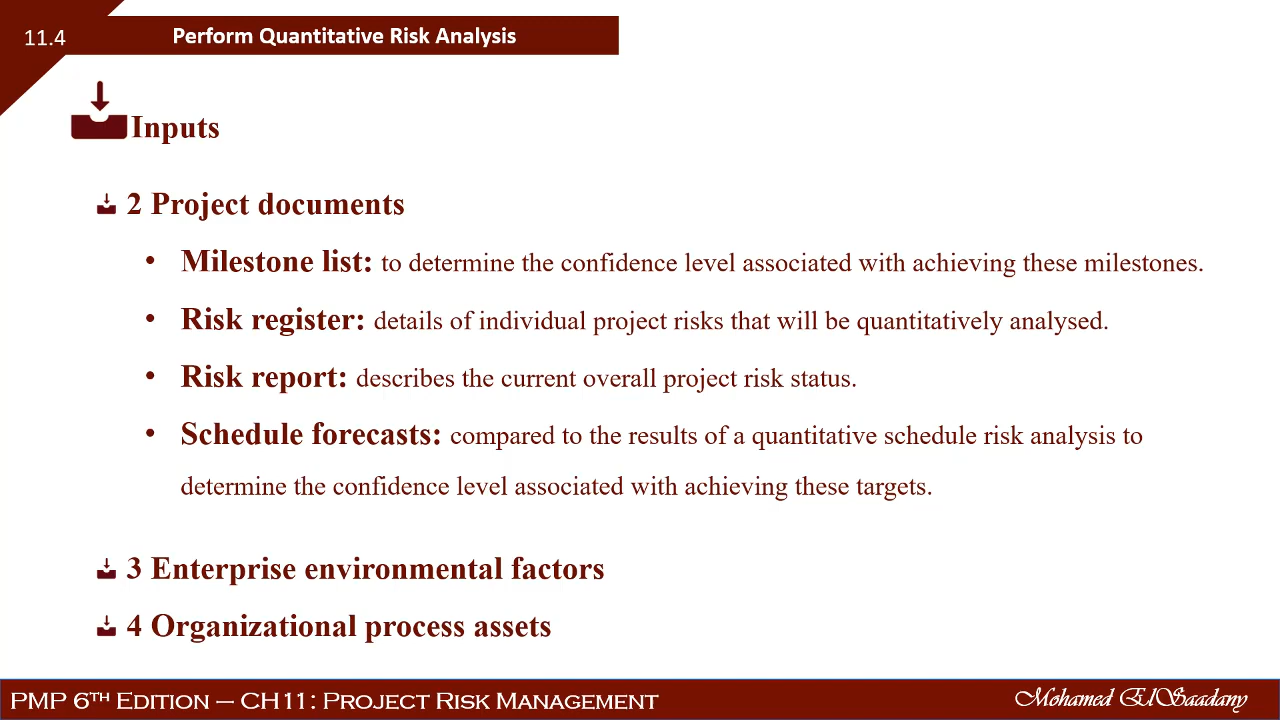 11.4
Perform Quantitative Risk Analysis
Inputs
2 Project documents
• Milestone list: to determine the confidence level associated with achieving these milestones.
• Risk register: details of individual project risks that will be quantitatively analysed.
• Risk report: describes the current overall project risk status.
• Schedule forecasts: compared to the results of a quantitative schedule risk analysis to
determine the confidence level associated with achieving these targets.
3 Enterprise environmental factors
4 Organizational process assets
PMP 6TH Edition – CH11: Project Risk Management
Mohamed ElSaadany